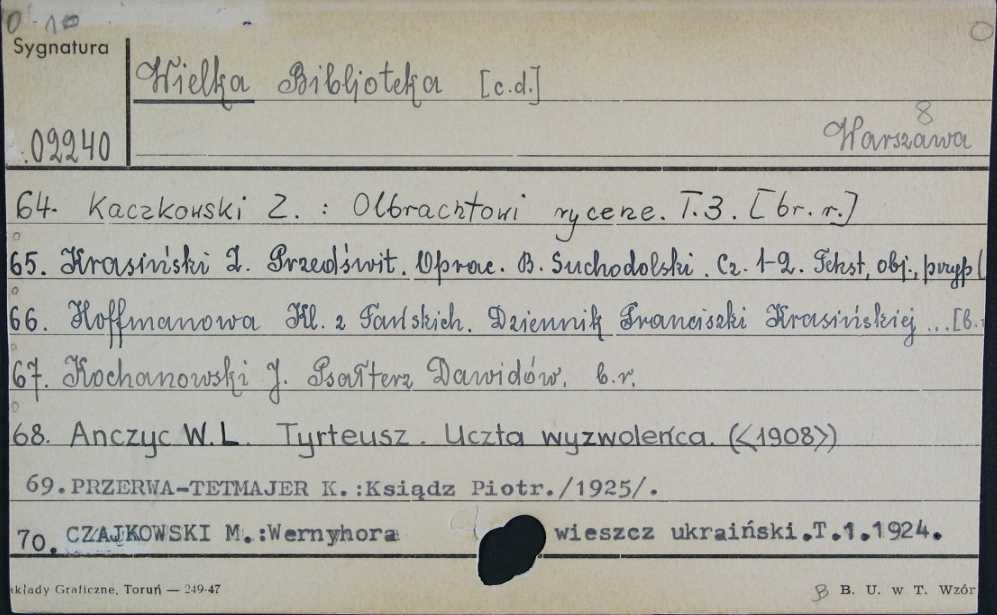 Sygnatura
Wielka Biblioteka [c.d.]
8
02240
Warszawa
64. Kaczkowski Z. : Olbrachtowi rycerze. T.3. [br. r.]
65. Krasiński Z. Przedświt. Oprac. B. Suchodolski. Cz. 1-2. Tekst, obj., przyp
66. Hoffmanowa Kl. z Tańskich. Dziennik Franciszki Krasińskiej ... [b.
67. Kochanowski J. Psałterz Dawidów. b.r.
68. Anczyc W.L. Tyrteusz. Uczta wyzwoleńca. (<1908>)
69. PRZERWA-TETMAJER K.:Ksiądz Piotr./1925/.
70. CZAJKOWSKI M.:Wernyhora wieszcz ukraiński.T.1.1924.
akłady Graficzne, Toruń — 249-47
B B. U. w T. Wzór